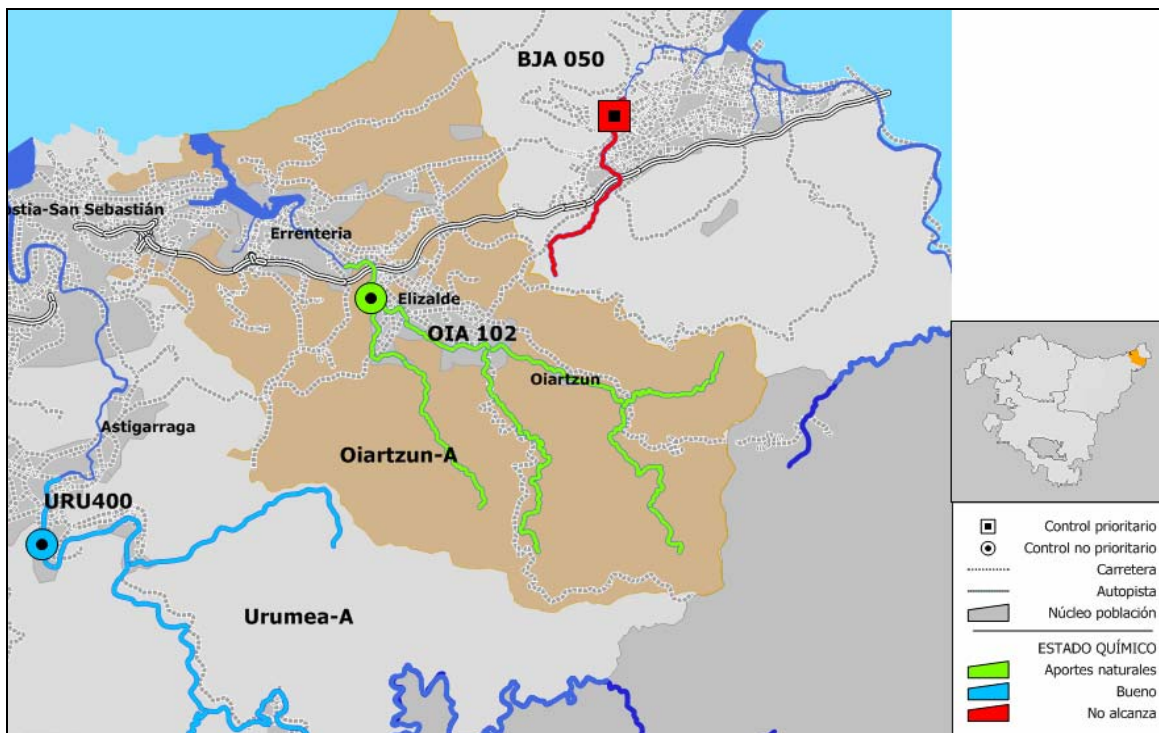 BJA 050
ostia-San Sebastián
Errenteria
Elizalde
OIA 102
Oiartzun
Astigarraga
Oiartzun-A
URU400
Urumea-A
Control prioritario
Control no prioritario
Carretera
Autopista
Núcleo población
ESTADO QUÍMICO
Aportes naturales
Bueno
No alcanza